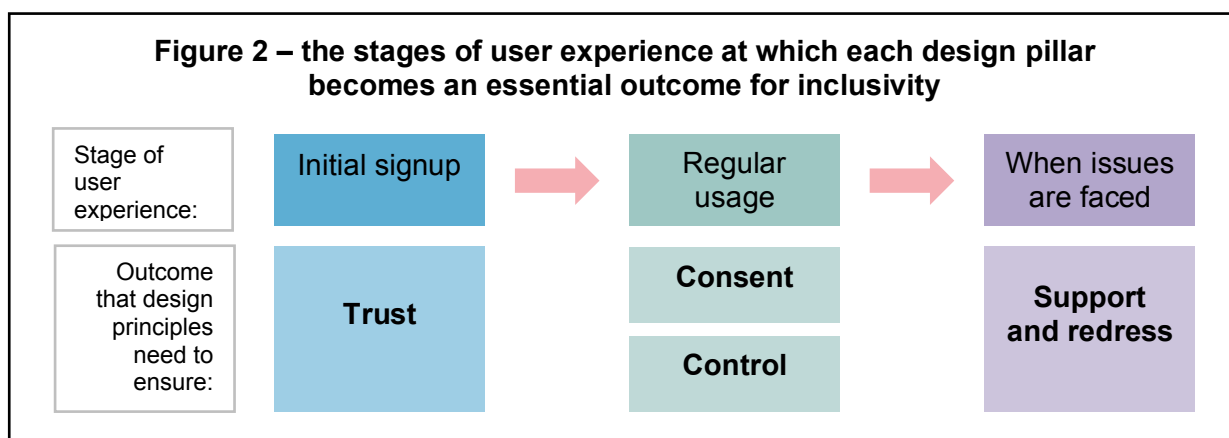 Figure 2 – the stages of user experience at which each design pillar
becomes an essential outcome for inclusivity
Stage of
user
experience:
Initial signup
Regular
usage
When issues
are faced
Outcome
that design
principles
need to
ensure:
Trust
Consent
Control
Support
and redress